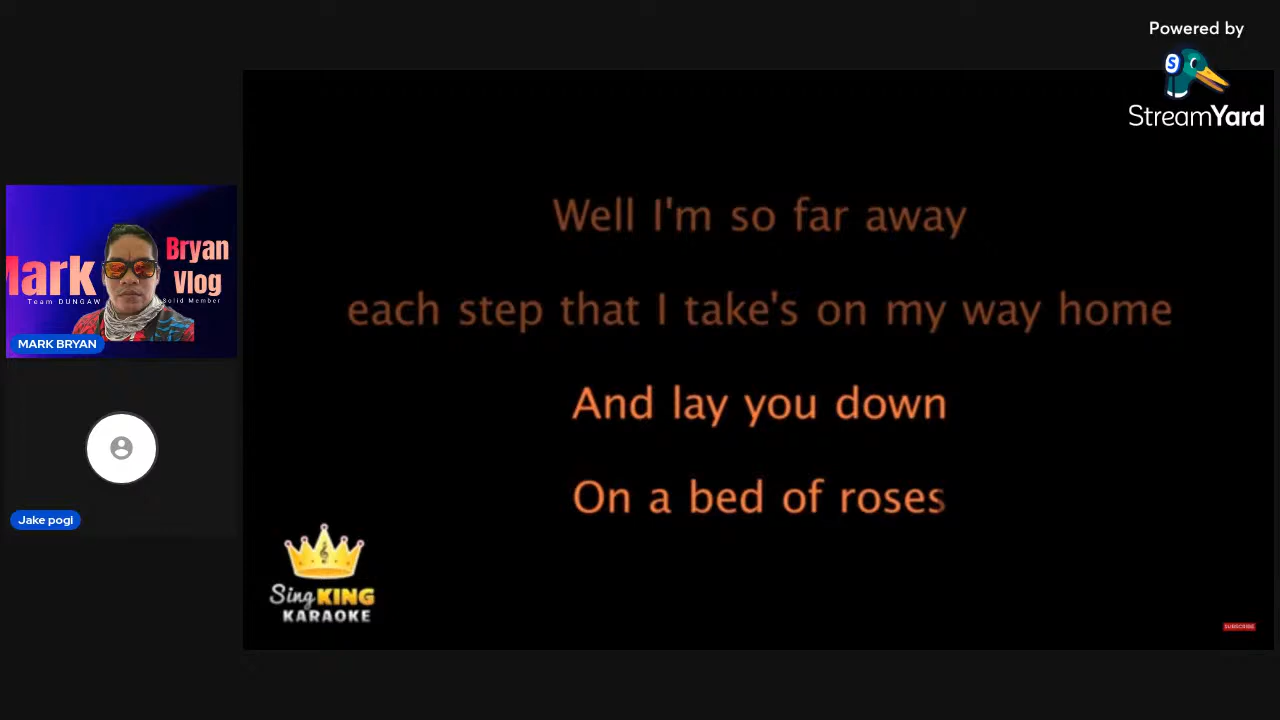 Powered by
StreamYard
Well I'm so far away
each step that I take's on my way home
And lay you down
On a bed of roses
Mark
Bryan
Vlog
Team DUNGAW
Solid Member
MARK BRYAN
Jake pogi
Sing KING
KARAOKE
SUBSCRIBE